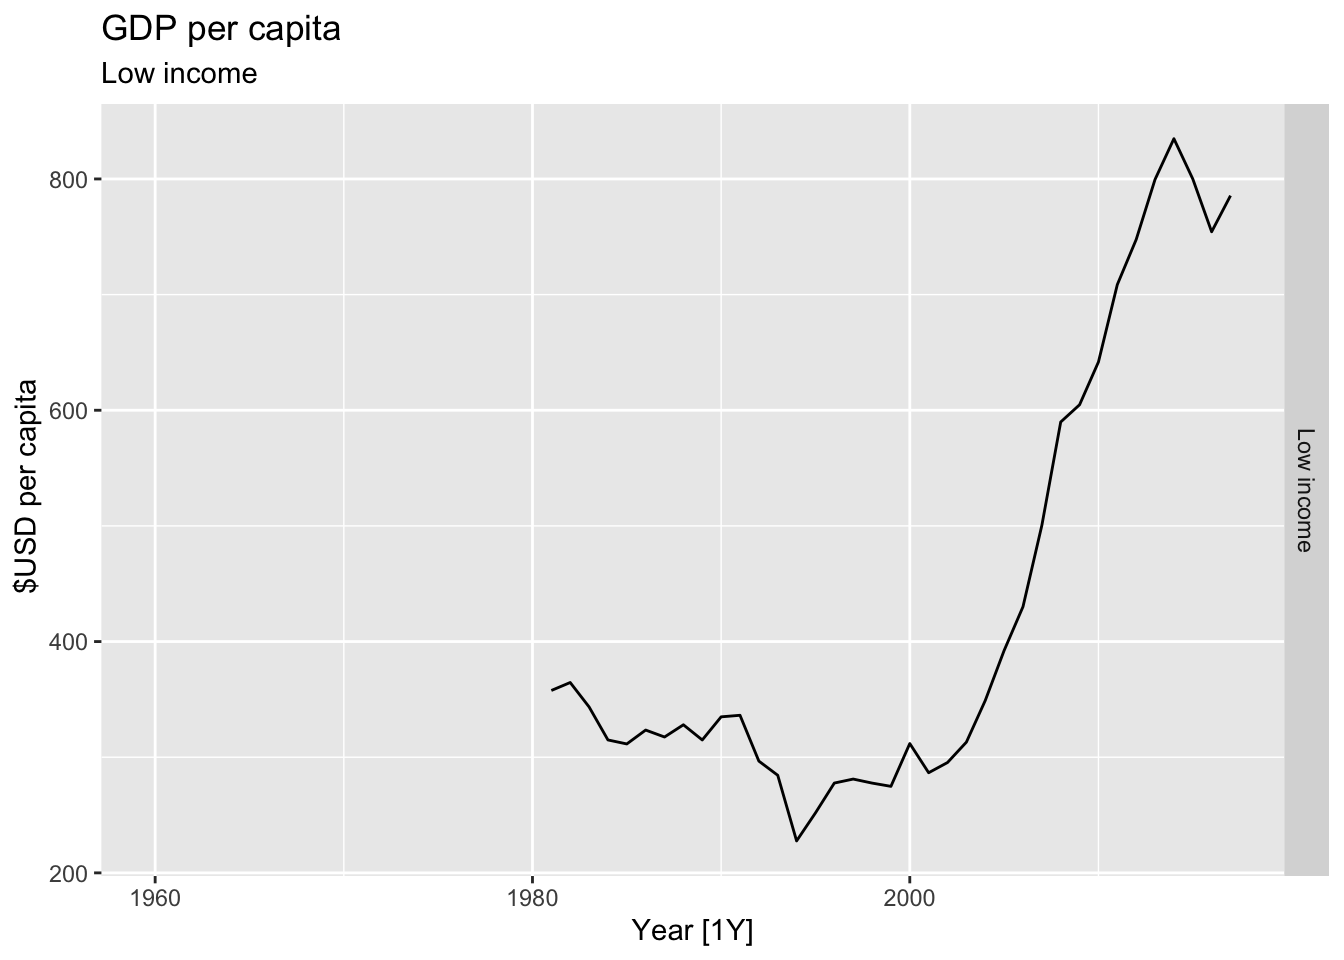 GDP per capita
Low income
800
600
400
200
$USD per capita
Low income
1960
1980
2000
Year [1Y]